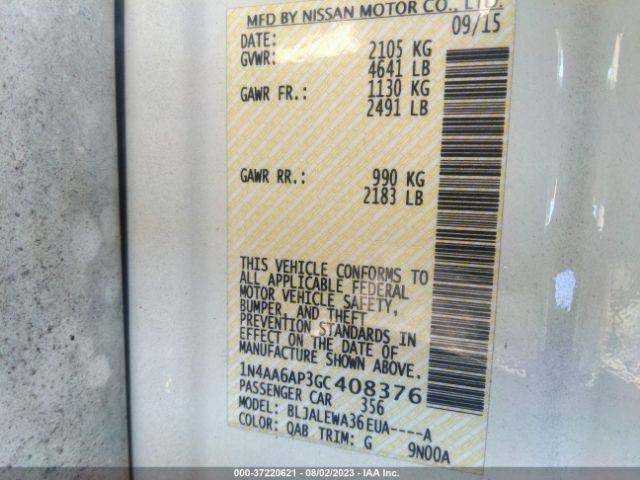 MFD BY NISSAN MOTOR CO., LTD.
DATE: 09/15
GVWR: 2105 KG
4641 LB
GAWR FR.: 1130 KG
2491 LB
GAWR RR.: 990 KG
2183 LB
THIS VEHICLE CONFORMS TO
ALL APPLICABLE FEDERAL
MOTOR VEHICLE SAFETY,
BUMPER, AND THEFT
PREVENTION STANDARDS IN
EFFECT ON THE DATE OF
MANUFACTURE SHOWN ABOVE.
1N4AA6AP3GC408376
PASSENGER CAR 356
MODEL: BLJALEWA36EUA----A
COLOR: QAB TRIM: G 9N00A
000-37220621 - 08/02/2023 - IAA Inc.